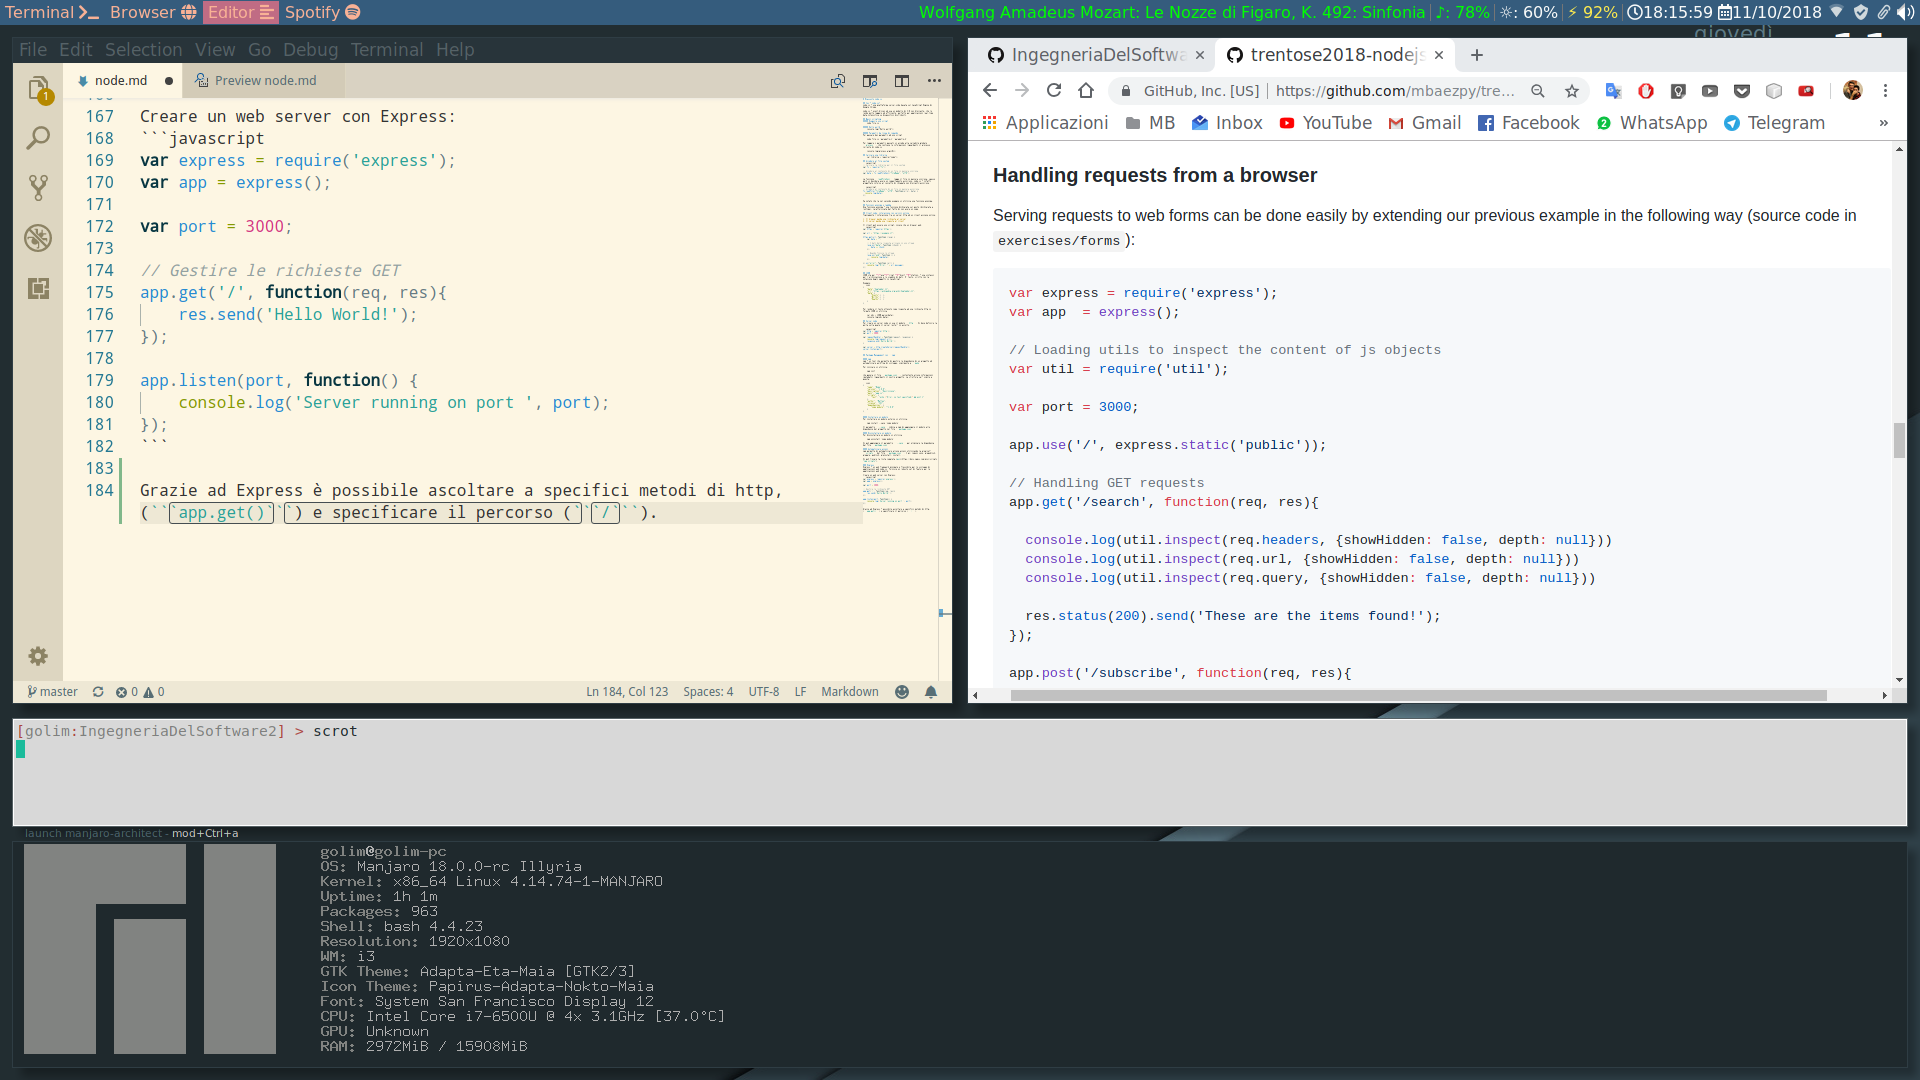 Terminal Browser Editor Spotify
Wolfgang Amadeus Mozart: Le Nozze di Figaro, K. 492: Sinfonia ♪: 78% : 60% ⚡ 92% 18:15:59 11/10/2018
giovedì
File Edit Selection View Go Debug Terminal Help
node.md Preview node.md
1
167 Creare un web server con Express:
168 ```javascript
169 var express = require('express');
170 var app = express();
171
172 var port = 3000;
173
174 // Gestire le richieste GET
175 app.get('/', function(req, res){
176 res.send('Hello World!');
177 });
178
179 app.listen(port, function() {
180 console.log('Server running on port ', port);
181 });
182 ```
183
184 Grazie ad Express è possibile ascoltare a specifici metodi di http,
(```app.get()```) e specificare il percorso (```/```).
master 0 0 Ln 184, Col 123 Spaces: 4 UTF-8 LF Markdown
IngegneriaDelSoftwa × trentose2018-nodejs × +
GitHub, Inc. [US] https://github.com/mbaezpy/tre...
Applicazioni MB Inbox YouTube Gmail Facebook WhatsApp Telegram »
Handling requests from a browser
Serving requests to web forms can be done easily by extending our previous example in the following way (source code in
exercises/forms ):
var express = require('express');
var app  = express();
// Loading utils to inspect the content of js objects
var util = require('util');
var port = 3000;
app.use('/', express.static('public'));
// Handling GET requests
app.get('/search', function(req, res){
console.log(util.inspect(req.headers, {showHidden: false, depth: null}))
console.log(util.inspect(req.url, {showHidden: false, depth: null}))
console.log(util.inspect(req.query, {showHidden: false, depth: null}))
res.status(200).send('These are the items found!');
});
app.post('/subscribe', function(req, res){
[golim:IngegneriaDelSoftware2] > scrot
launch manjaro-architect - mod+Ctrl+a
golim@golim-pc
OS: Manjaro 18.0.0-rc Illyria
Kernel: x86_64 Linux 4.14.74-1-MANJARO
Uptime: 1h 1m
Packages: 963
Shell: bash 4.4.23
Resolution: 1920x1080
WM: i3
GTK Theme: Adapta-Eta-Maia [GTK2/3]
Icon Theme: Papirus-Adapta-Nokto-Maia
Font: System San Francisco Display 12
CPU: Intel Core i7-6500U @ 4x 3.1GHz [37.0°C]
GPU: Unknown
RAM: 2972MiB / 15908MiB